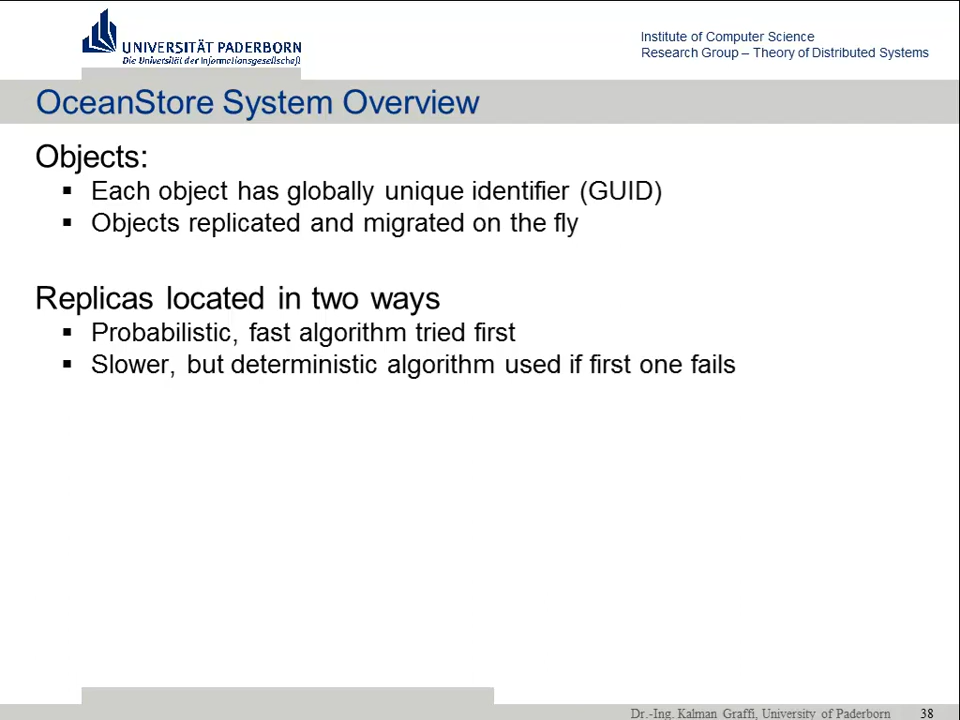 UNIVERSITÄT PADERBORN
Die Universität der Informationsgesellschaft
Institute of Computer Science
Research Group – Theory of Distributed Systems
OceanStore System Overview
Objects:
▪ Each object has globally unique identifier (GUID)
▪ Objects replicated and migrated on the fly
Replicas located in two ways
▪ Probabilistic, fast algorithm tried first
▪ Slower, but deterministic algorithm used if first one fails
Dr.-Ing. Kalman Graffi, University of Paderborn 38